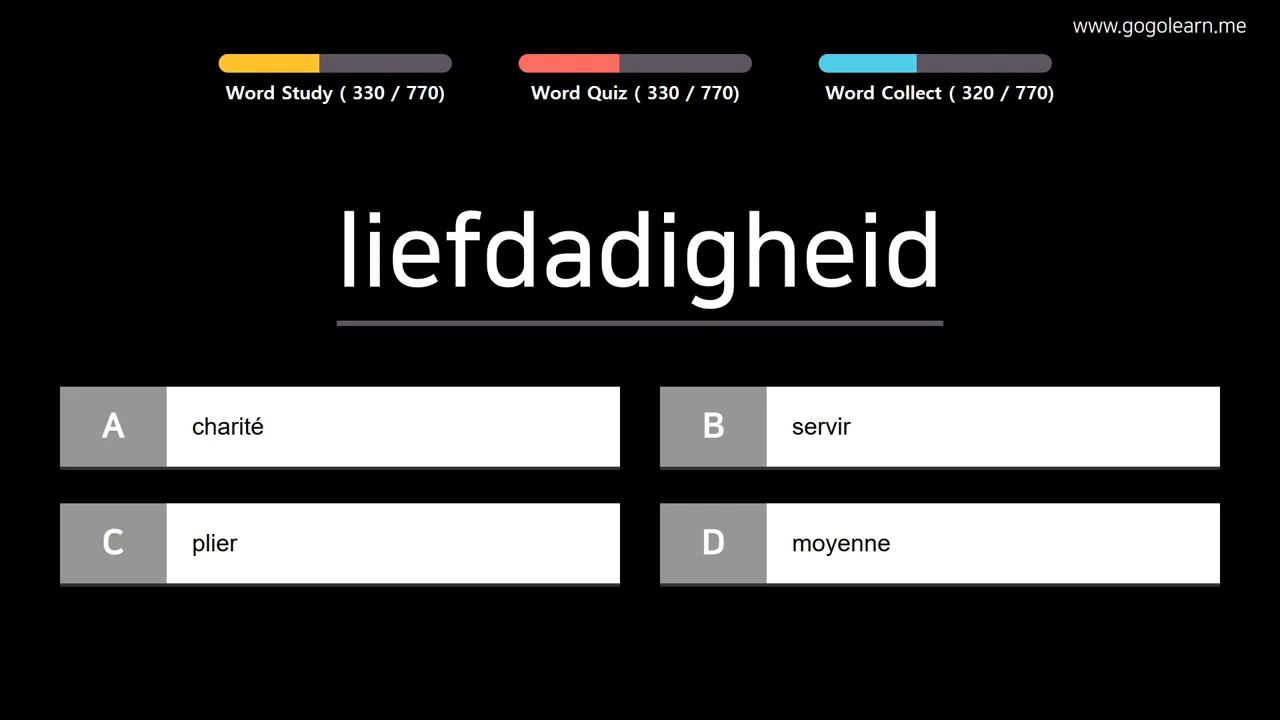 www.gogolearn.me
Word Study ( 330 / 770)
Word Quiz ( 330 / 770)
Word Collect ( 320 / 770)
liefdadigheid
A charité
B servir
C plier
D moyenne